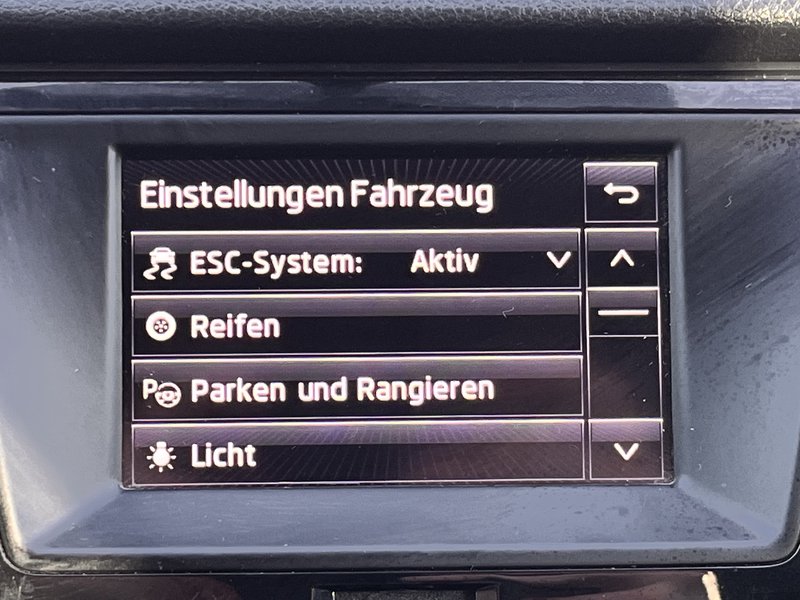 Einstellungen Fahrzeug
ESC-System: Aktiv
Reifen
P Parken und Rangieren
Licht